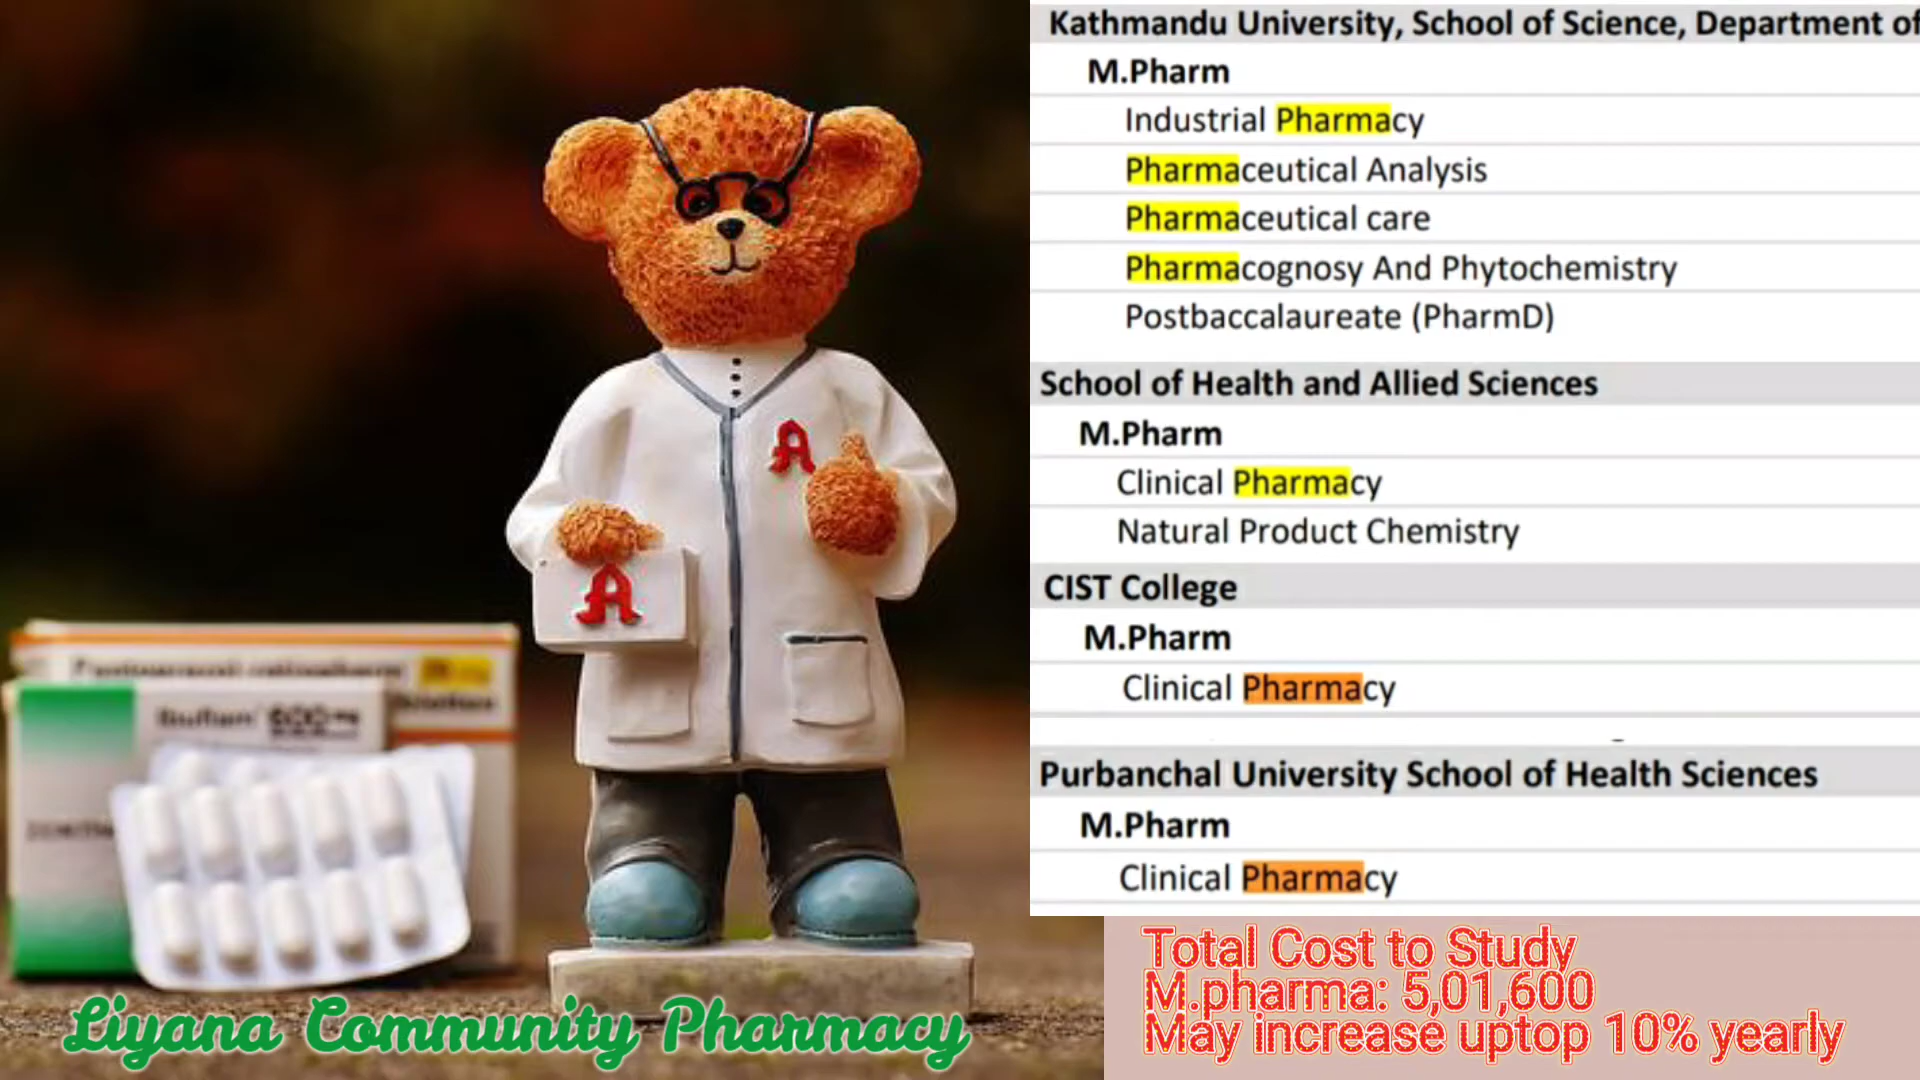 Kathmandu University, School of Science, Department of
M.Pharm
Industrial Pharmacy
Pharmaceutical Analysis
Pharmaceutical care
Pharmacognosy And Phytochemistry
Postbaccalaureate (PharmD)
School of Health and Allied Sciences
M.Pharm
Clinical Pharmacy
Natural Product Chemistry
CIST College
M.Pharm
Clinical Pharmacy
Purbanchal University School of Health Sciences
M.Pharm
Clinical Pharmacy
Total Cost to Study
M.pharma: 5,01,600
May increase uptop 10% yearly
A
A
600 mg
Liyana Community Pharmacy